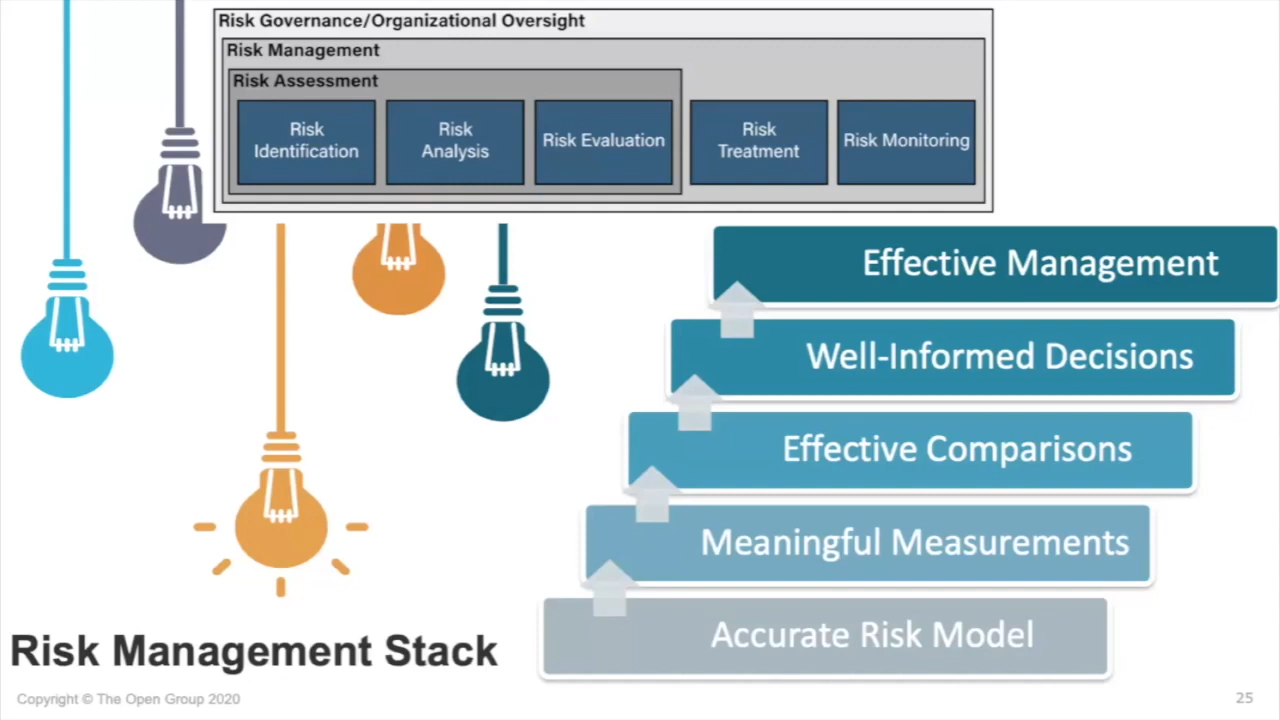 Risk Governance/Organizational Oversight
Risk Management
Risk Assessment
Risk
Identification
Risk
Analysis
Risk Evaluation
Risk
Treatment
Risk Monitoring
Effective Management
Well-Informed Decisions
Effective Comparisons
Meaningful Measurements
Accurate Risk Model
Risk Management Stack
Copyright © The Open Group 2020
25